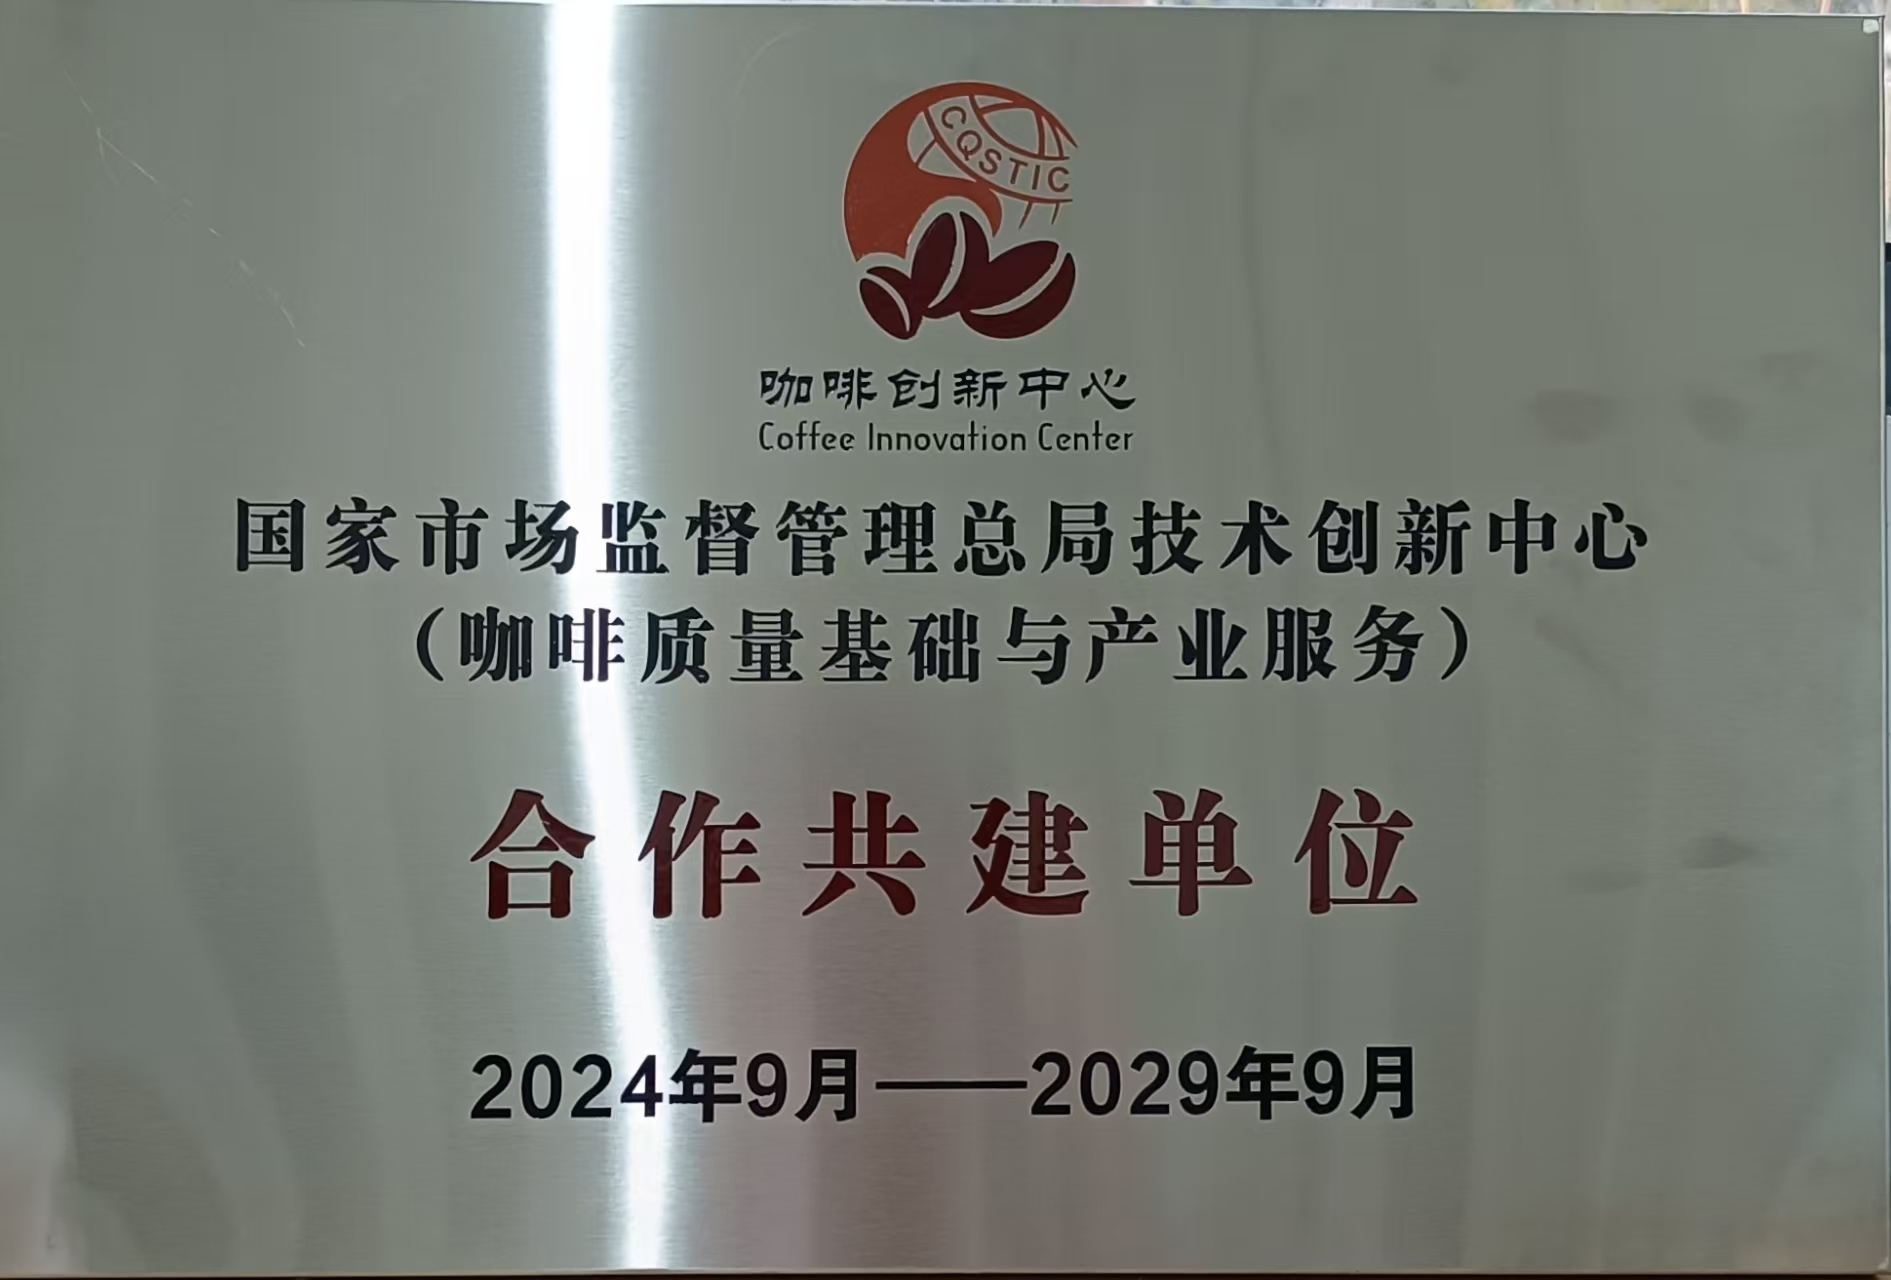 CQSTIC
咖啡创新中心
Coffee Innovation Center
国家市场监督管理总局技术创新中心
（咖啡质量基础与产业服务）
合作共建单位
2024年9月——2029年9月